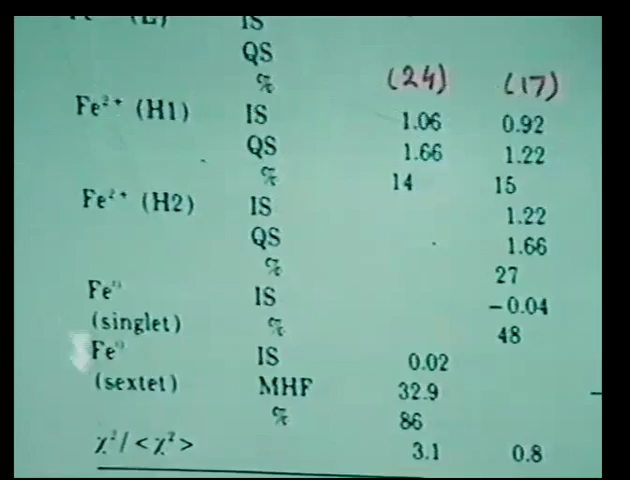 IS
QS
% (24) (17)
Fe²⁺ (H1) IS 1.06 0.92
QS 1.66 1.22
% 14 15
Fe²⁺ (H2) IS 1.22
QS 1.66
% 27
Fe⁰ IS −0.04
(singlet) % 48
Fe⁰ IS 0.02
(sextet) MHF 32.9
% 86
χ²/<χ²> 3.1 0.8